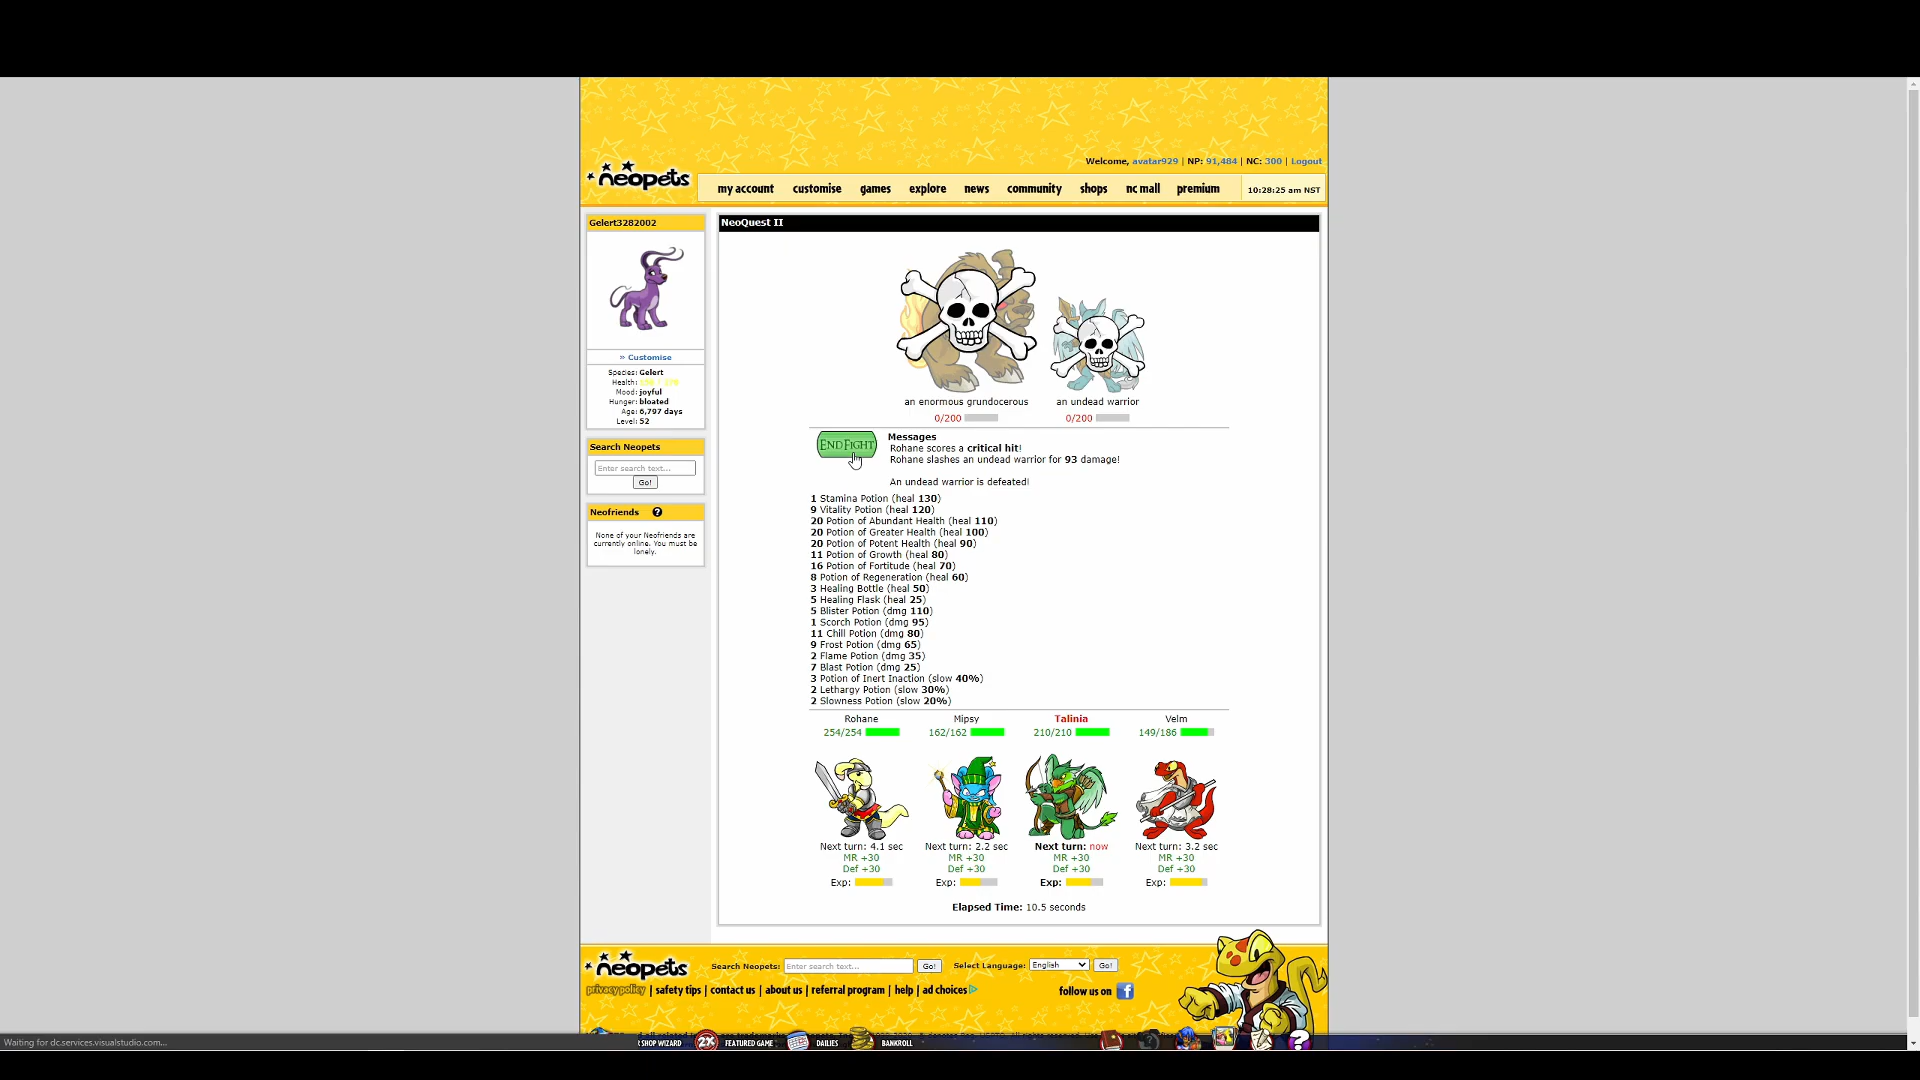 Welcome, avatar929 | NP: 91,484 | NC: 300 | Logout
neopets
my account customise games explore news community shops nc mall premium 10:28:25 am NST
Gelert3282002
» Customise
Species: Gelert
Health:
Mood: joyful
Hunger: bloated
Age: 6,797 days
Level: 52
Search Neopets
Enter search text...
Go!
Neofriends ?
None of your Neofriends are
currently online. You must be
lonely.
NeoQuest II
an enormous grundocerous an undead warrior
0/200 0/200
END FIGHT
Messages
Rohane scores a critical hit!
Rohane slashes an undead warrior for 93 damage!
An undead warrior is defeated!
1 Stamina Potion (heal 130)
9 Vitality Potion (heal 120)
20 Potion of Abundant Health (heal 110)
20 Potion of Greater Health (heal 100)
20 Potion of Potent Health (heal 90)
11 Potion of Growth (heal 80)
16 Potion of Fortitude (heal 70)
8 Potion of Regeneration (heal 60)
3 Healing Bottle (heal 50)
5 Healing Flask (heal 25)
5 Blister Potion (dmg 110)
1 Scorch Potion (dmg 95)
11 Chill Potion (dmg 80)
9 Frost Potion (dmg 65)
2 Flame Potion (dmg 35)
7 Blast Potion (dmg 25)
3 Potion of Inert Inaction (slow 40%)
2 Lethargy Potion (slow 30%)
2 Slowness Potion (slow 20%)
Rohane Mipsy Talinia Velm
254/254 162/162 210/210 149/186
Next turn: 4.1 sec Next turn: 2.2 sec Next turn: now Next turn: 3.2 sec
MR +30 MR +30 MR +30 MR +30
Def +30 Def +30 Def +30 Def +30
Exp: Exp: Exp: Exp:
Elapsed Time: 10.5 seconds
neopets
Search Neopets: Enter search text... Go! Select Language: English Go!
privacy policy | safety tips | contact us | about us | referral program | help | ad choices
follow us on f
Waiting for dc.services.visualstudio.com...
SHOP WIZARD 2X FEATURED GAME DAILIES BANKROLL ?